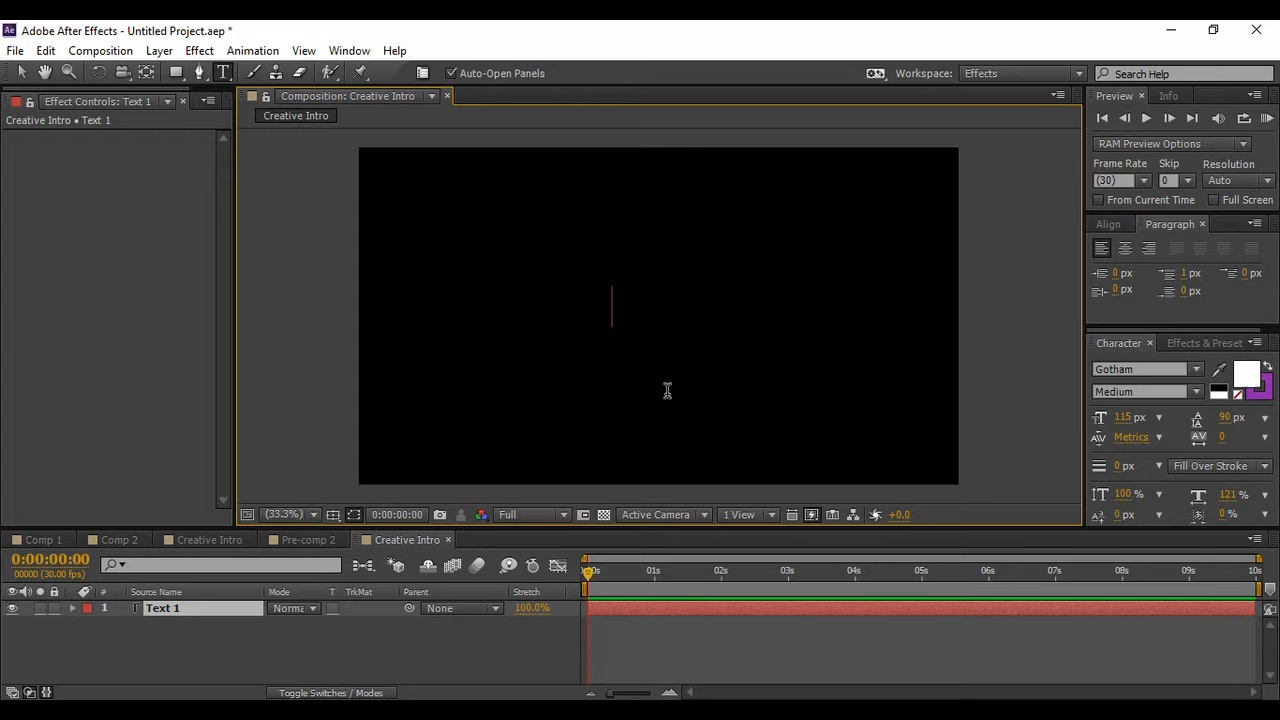 Ae Adobe After Effects - Untitled Project.aep *
File Edit Composition Layer Effect Animation View Window Help
T Auto-Open Panels Workspace: Effects Search Help
Effect Controls: Text 1 Composition: Creative Intro Preview Info
Creative Intro • Text 1 Creative Intro
RAM Preview Options
Frame Rate Skip Resolution
(30) 0 Auto
From Current Time Full Screen
Align Paragraph
0 px 1 px 0 px
0 px 0 px
Character Effects & Preset
Gotham
Medium
115 px 90 px
Metrics 0
0 px Fill Over Stroke
100 % 121 %
0 px 0 %
(33.3%) 0:00:00:00 Full Active Camera 1 View +0.0
Comp 1 Comp 2 Creative Intro Pre-comp 2 Creative Intro
0:00:00:00
00000 (30.00 fps)
01s 02s 03s 04s 05s 06s 07s 08s 09s 10s
# Source Name Mode T TrkMat Parent Stretch
1 T Text 1 Norma None 100.0%
Toggle Switches / Modes